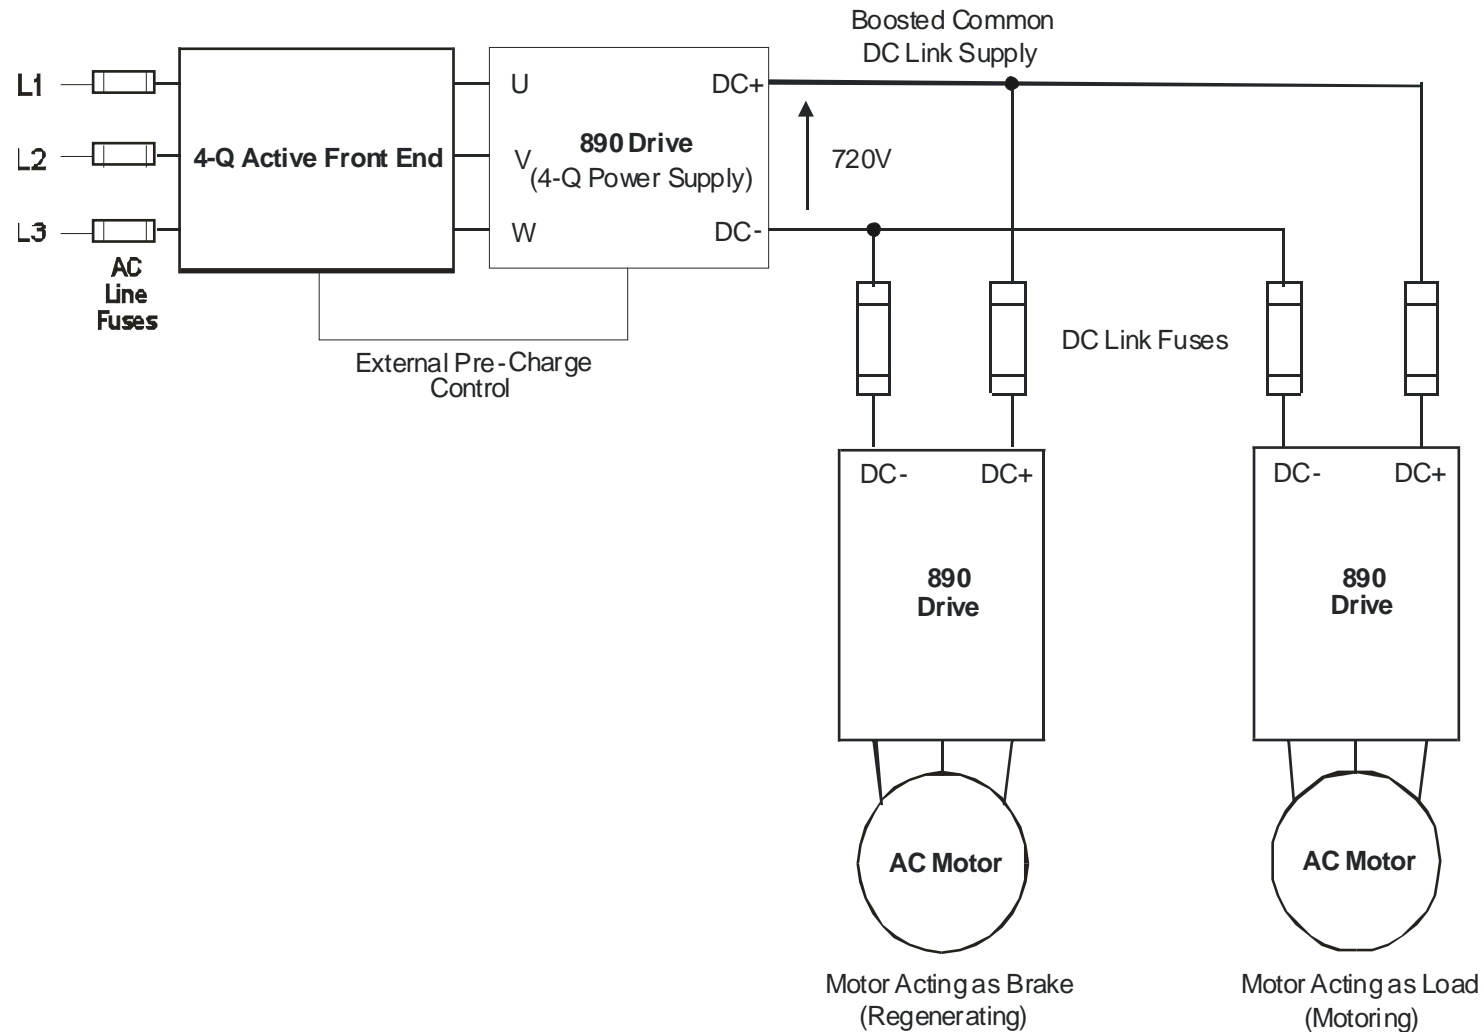 Boosted Common
DC Link Supply
L1
L2
L3
AC
Line
Fuses
4-Q Active Front End
U
V
W
890 Drive
(4-Q Power Supply)
DC+
DC-
720V
External Pre-Charge
Control
DC Link Fuses
DC-
DC+
890
Drive
DC-
DC+
890
Drive
AC Motor
AC Motor
Motor Acting as Brake
(Regenerating)
Motor Acting as Load
(Motoring)